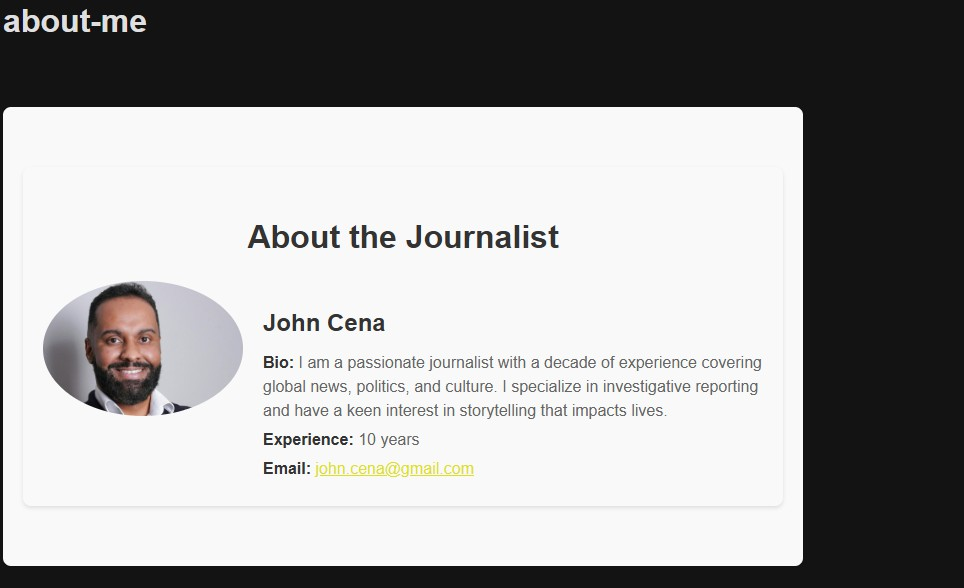 about-me
About the Journalist
John Cena
Bio: I am a passionate journalist with a decade of experience covering
global news, politics, and culture. I specialize in investigative reporting
and have a keen interest in storytelling that impacts lives.
Experience: 10 years
Email: john.cena@gmail.com